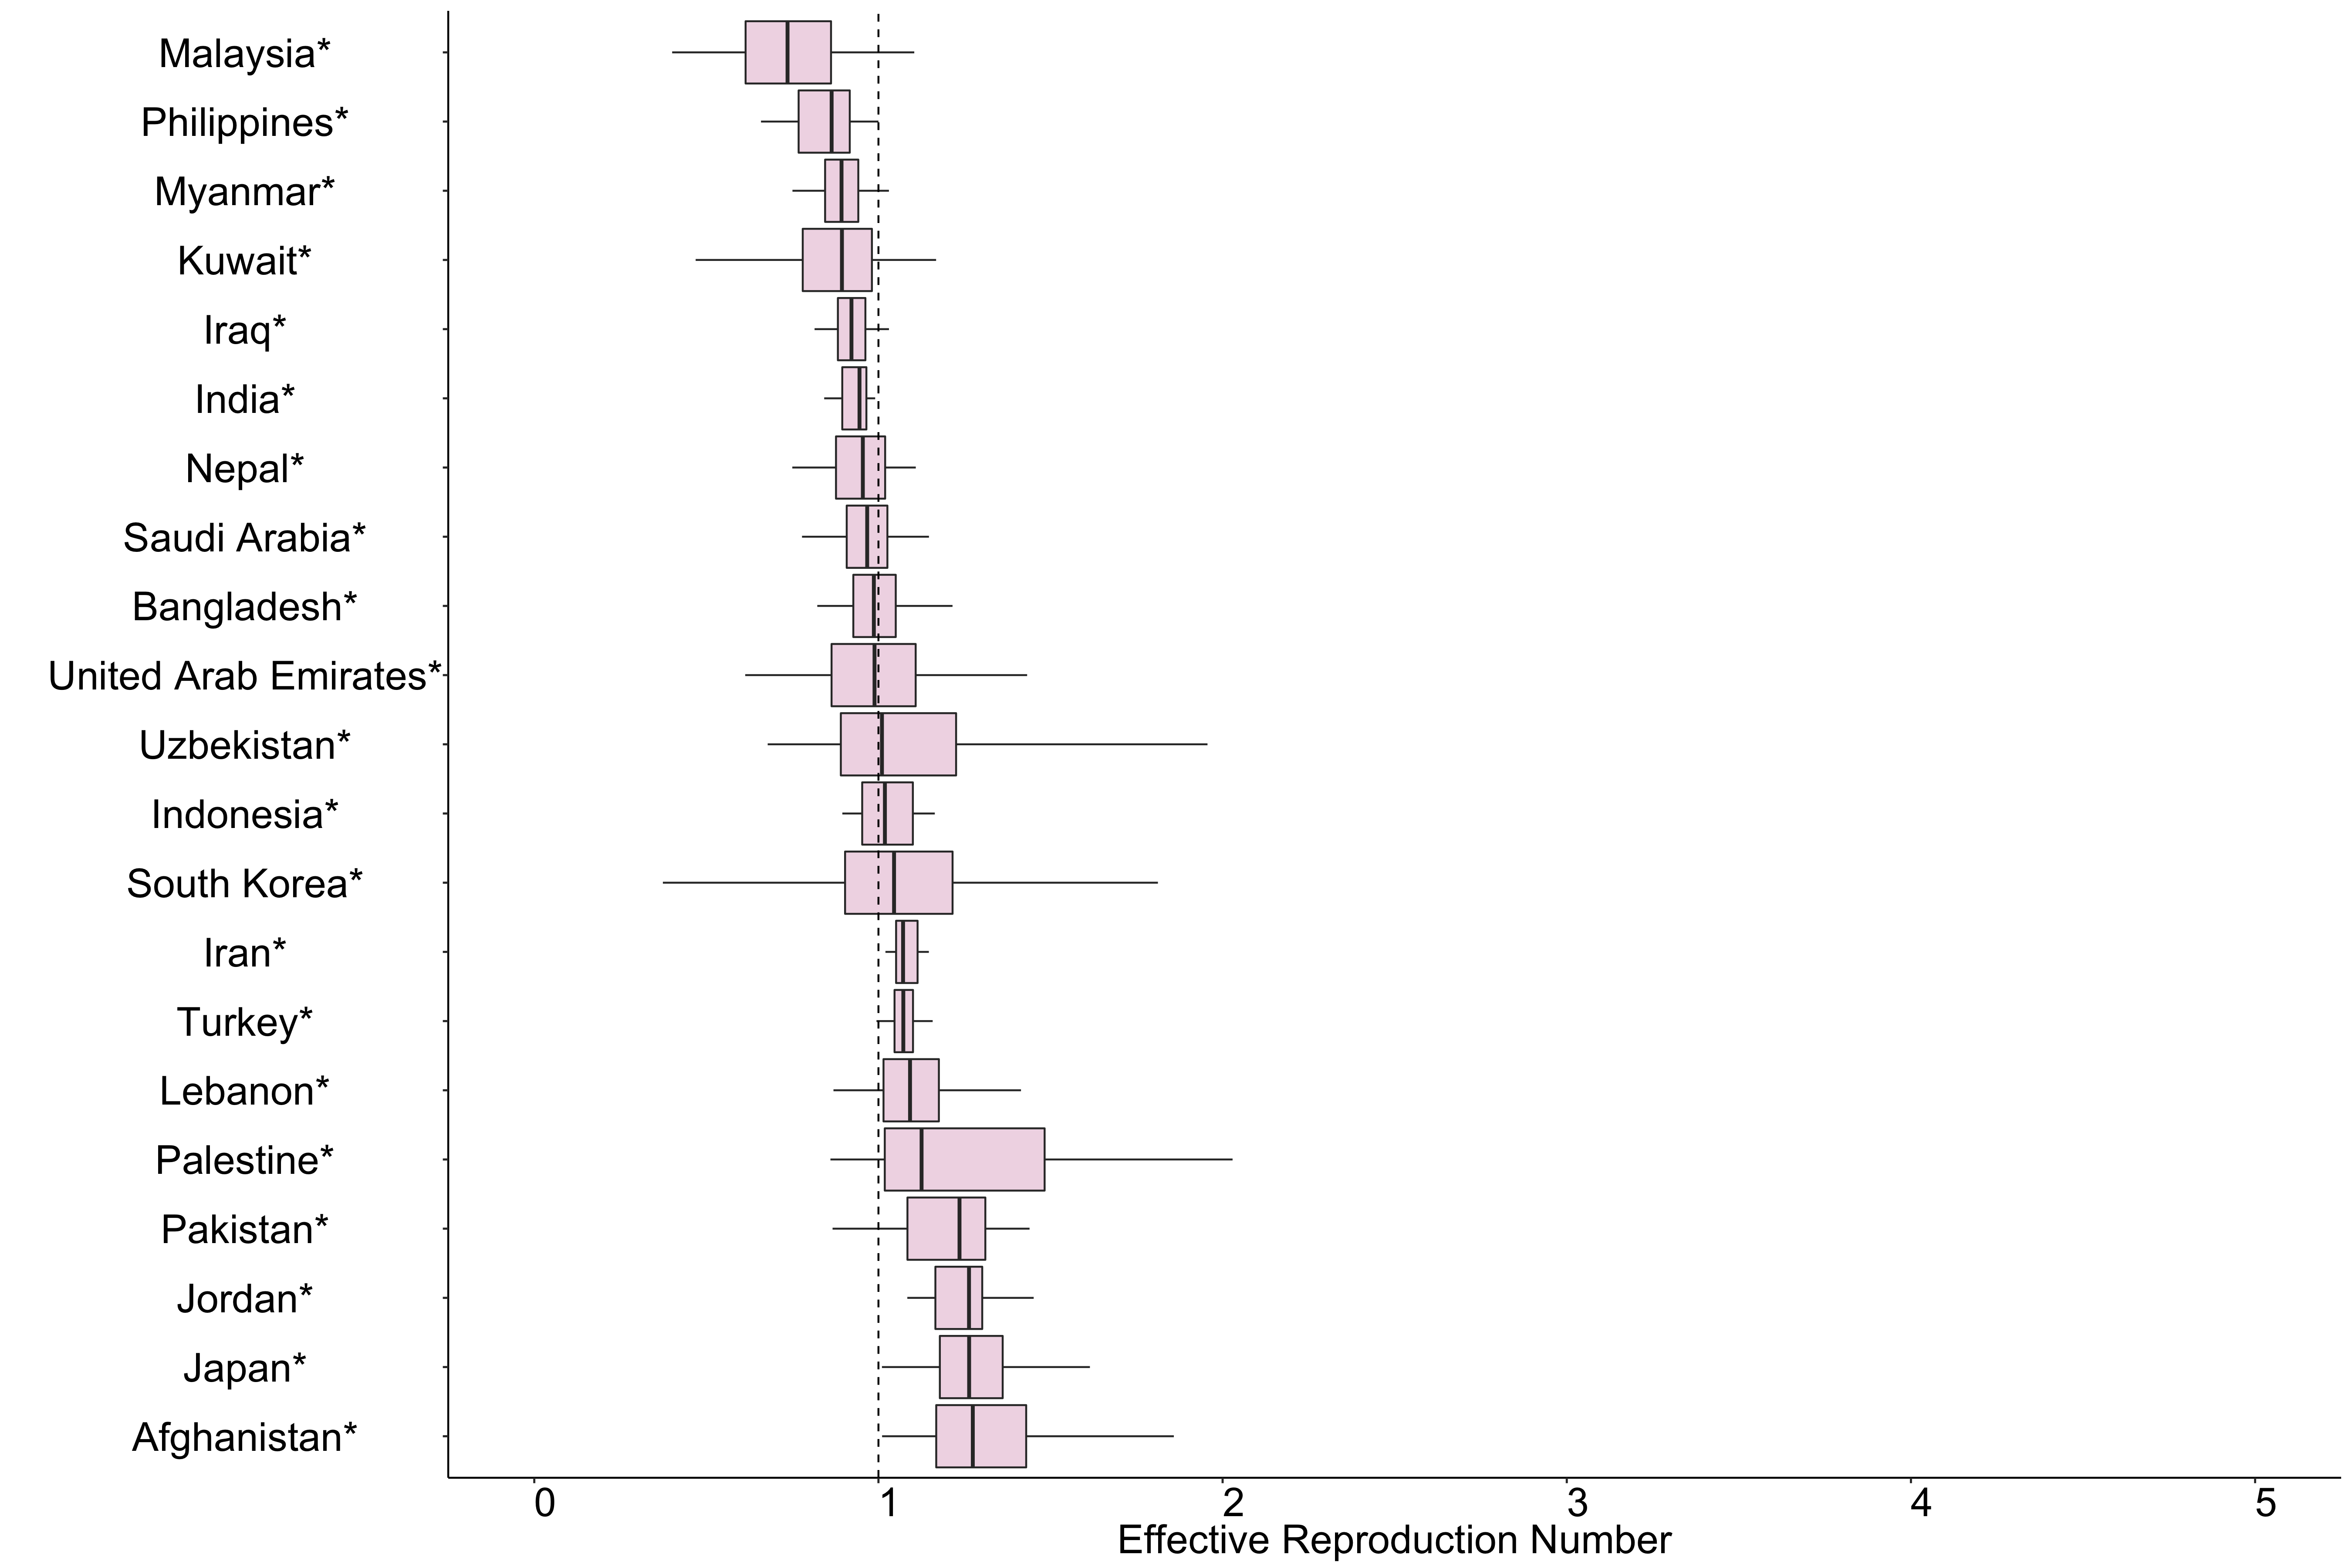 Malaysia*
Philippines*
Myanmar*
Kuwait*
Iraq*
India*
Nepal*
Saudi Arabia*
Bangladesh*
United Arab Emirates*
Uzbekistan*
Indonesia*
South Korea*
Iran*
Turkey*
Lebanon*
Palestine*
Pakistan*
Jordan*
Japan*
Afghanistan*
0 1 2 3 4 5
Effective Reproduction Number